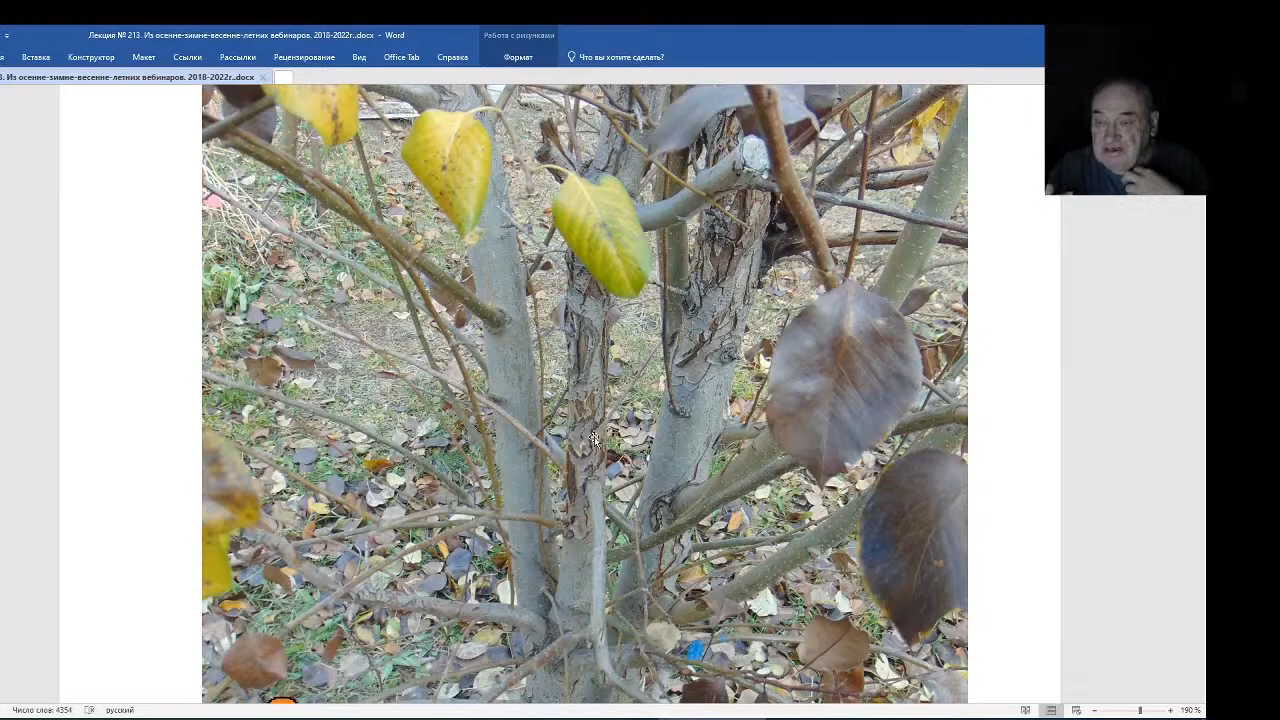 Лекция № 213. Из осенне-зимне-весенне-летних вебинаров. 2018-2022г..docx - Word
Работа с рисунками
Вставка Конструктор Макет Ссылки Рассылки Рецензирование Вид Office Tab Справка Формат Что вы хотите сделать?
3. Из осенне-зимне-весенне-летних вебинаров. 2018-2022г..docx
Число слов: 4354 русский 190 %